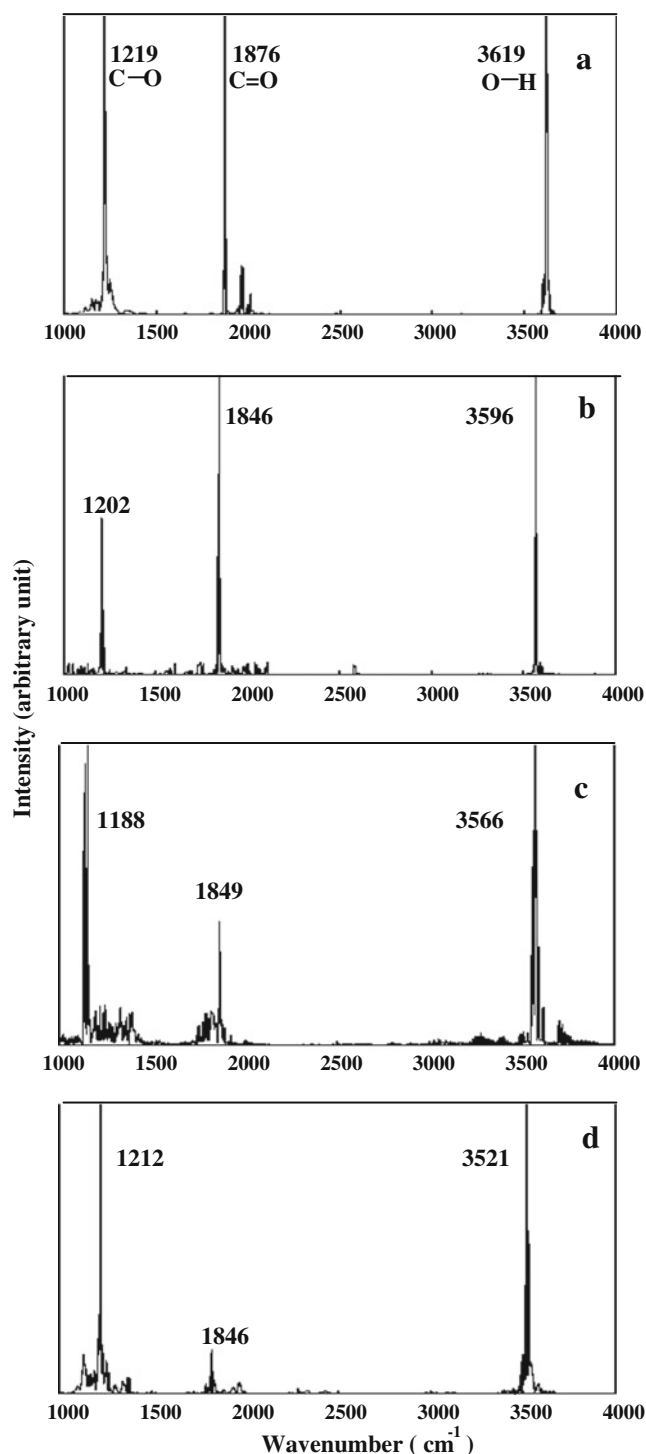 1219 1876 3619 a
C—O C=O O—H
1000 1500 2000 2500 3000 3500 4000
b
1846 3596
1202
1000 1500 2000 2500 3000 3500 4000
Intensity (arbitrary unit)
c
1188 3566
1849
1000 1500 2000 2500 3000 3500 4000
d
1212 3521
1846
1000 1500 2000 2500 3000 3500 4000
Wavenumber ( cm⁻¹ )